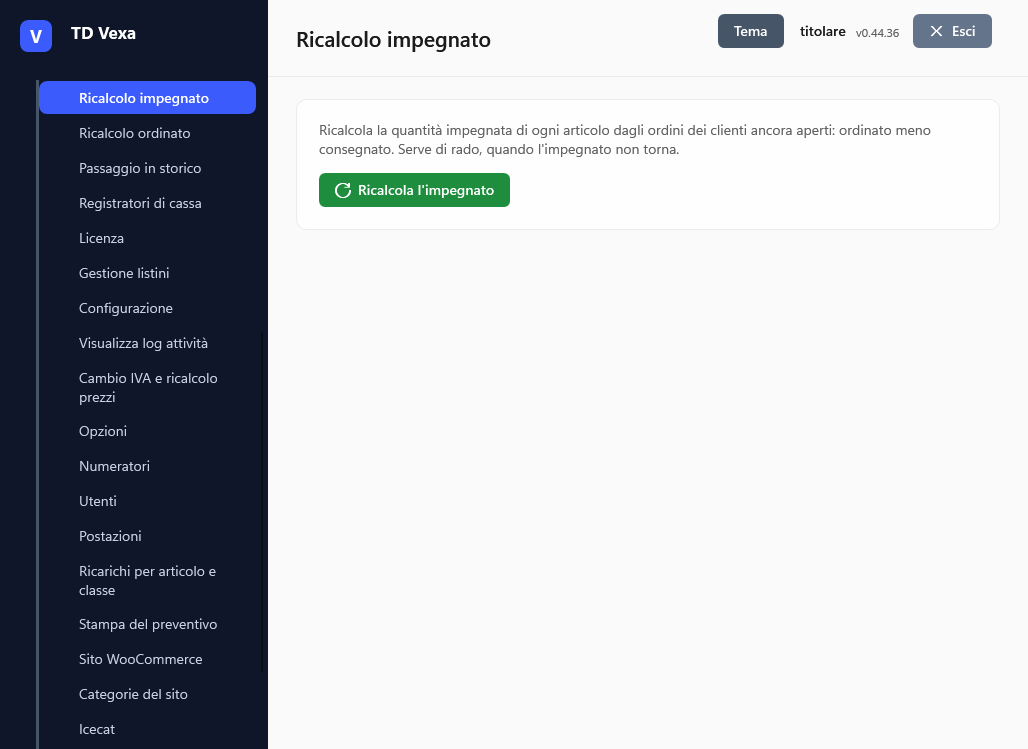 V
TD Vexa
Ricalcolo impegnato
Ricalcolo ordinato
Passaggio in storico
Registratori di cassa
Licenza
Gestione listini
Configurazione
Visualizza log attività
Cambio IVA e ricalcolo
prezzi
Opzioni
Numeratori
Utenti
Postazioni
Ricarichi per articolo e
classe
Stampa del preventivo
Sito WooCommerce
Categorie del sito
Icecat
Ricalcolo impegnato
Tema
titolare
v0.44.36
Esci
Ricalcola la quantità impegnata di ogni articolo dagli ordini dei clienti ancora aperti: ordinato meno
consegnato. Serve di rado, quando l'impegnato non torna.
Ricalcola l'impegnato